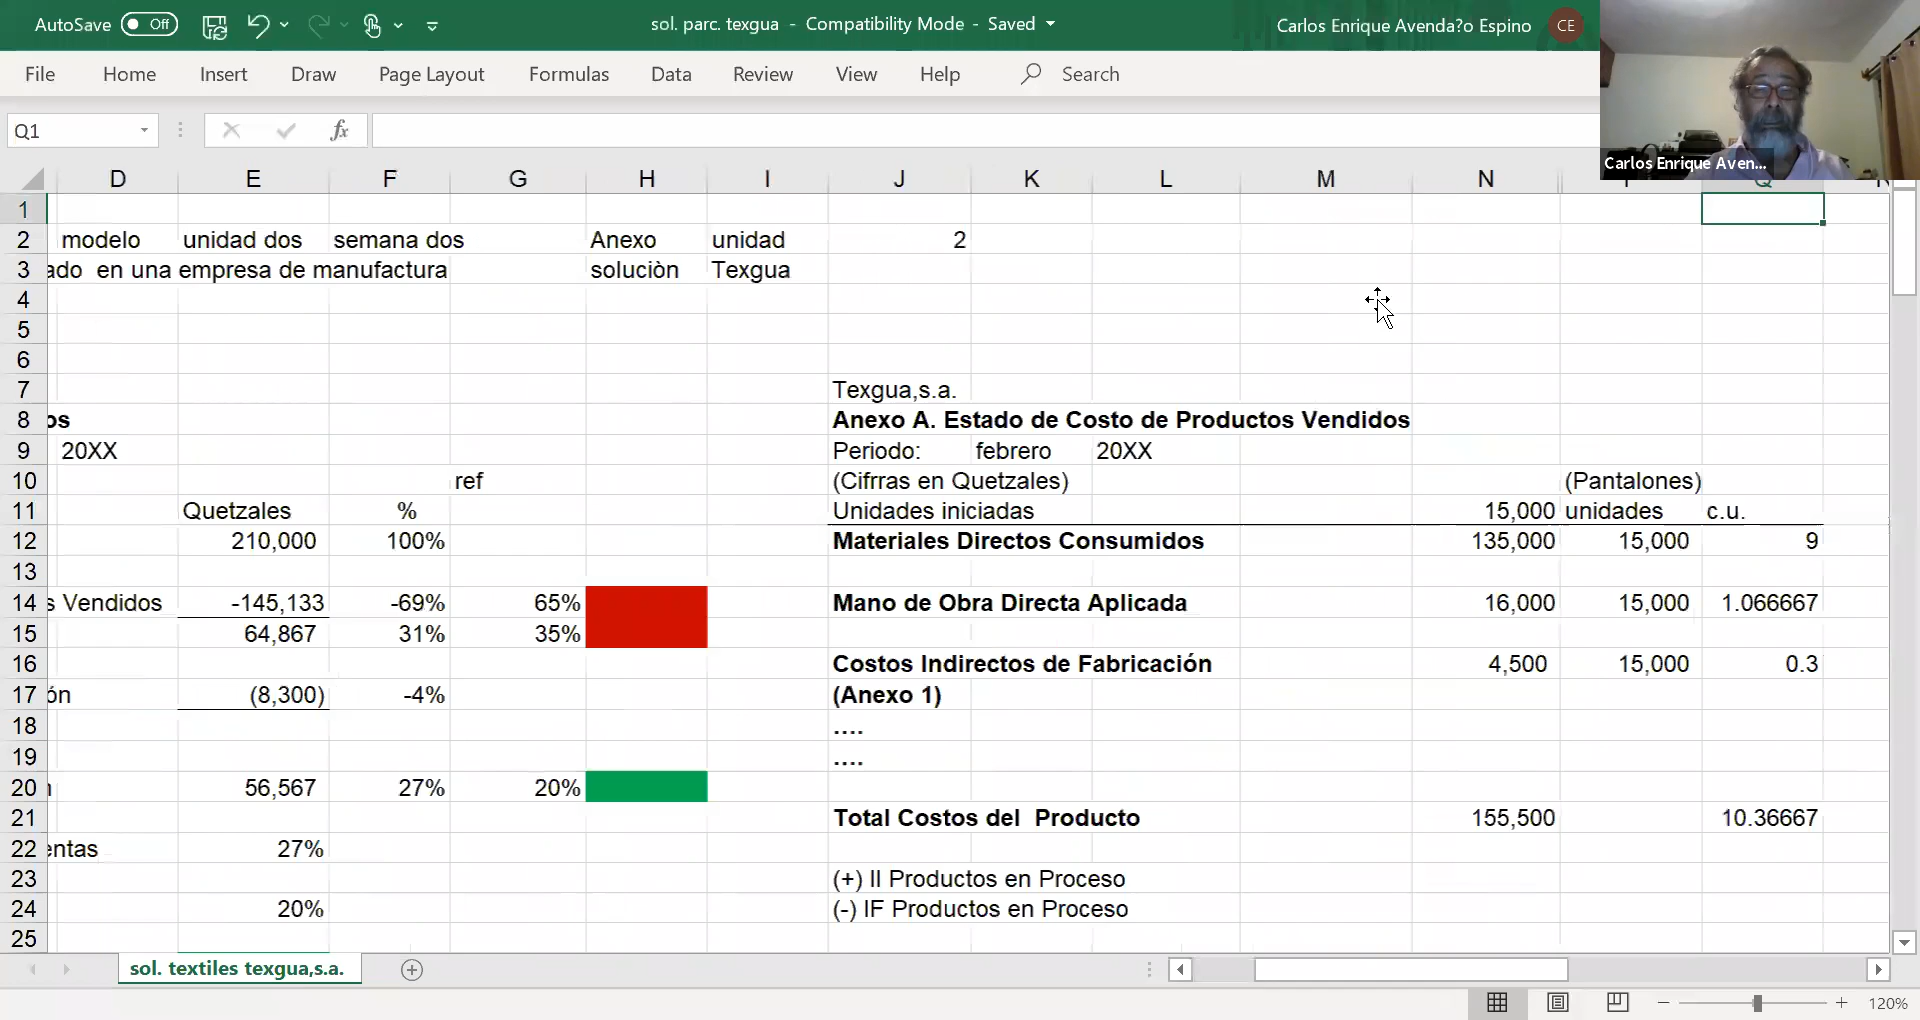 AutoSave Off sol. parc. texgua - Compatibility Mode - Saved Carlos Enrique Avenda?o Espino CE
File Home Insert Draw Page Layout Formulas Data Review View Help Search
Q1 fx
Carlos Enrique Aven...
D E F G H I J K L M N Q
1
2 modelo unidad dos semana dos Anexo unidad 2
3 ado en una empresa de manufactura soluciòn Texgua
4
5
6
7 Texgua,s.a.
8 os Anexo A. Estado de Costo de Productos Vendidos
9 20XX Periodo: febrero 20XX
10 ref (Cifrras en Quetzales) (Pantalones)
11 Quetzales % Unidades iniciadas 15,000 unidades c.u.
12 210,000 100% Materiales Directos Consumidos 135,000 15,000 9
13
14 s Vendidos -145,133 -69% 65% Mano de Obra Directa Aplicada 16,000 15,000 1.066667
15 64,867 31% 35%
16 Costos Indirectos de Fabricación 4,500 15,000 0.3
17 ón (8,300) -4% (Anexo 1)
18 ....
19 ....
20 56,567 27% 20%
21 Total Costos del Producto 155,500 10.36667
22 entas 27%
23 (+) II Productos en Proceso
24 20% (-) IF Productos en Proceso
25
sol. textiles texgua,s.a.
120%